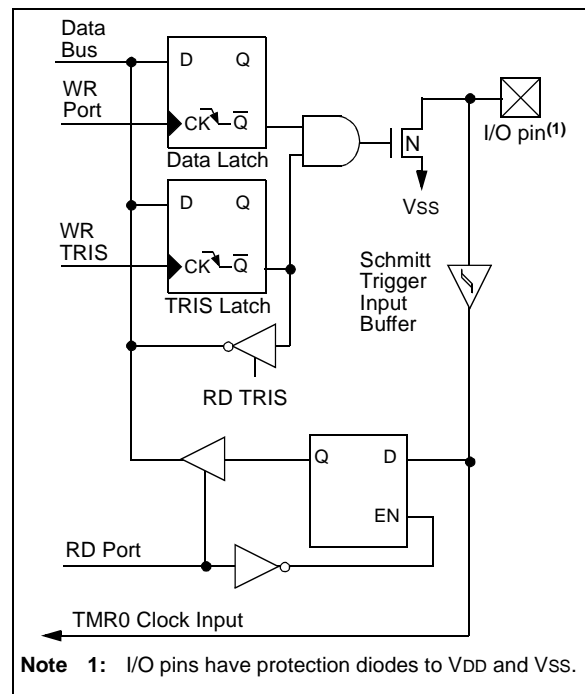 Data
Bus
D Q
WR
Port
CK Q̅
Data Latch
N
I/O pin(1)
VSS
D Q
WR
TRIS
CK Q̅
TRIS Latch
Schmitt
Trigger
Input
Buffer
RD TRIS
Q D
EN
RD Port
TMR0 Clock Input
Note 1: I/O pins have protection diodes to VDD and VSS.